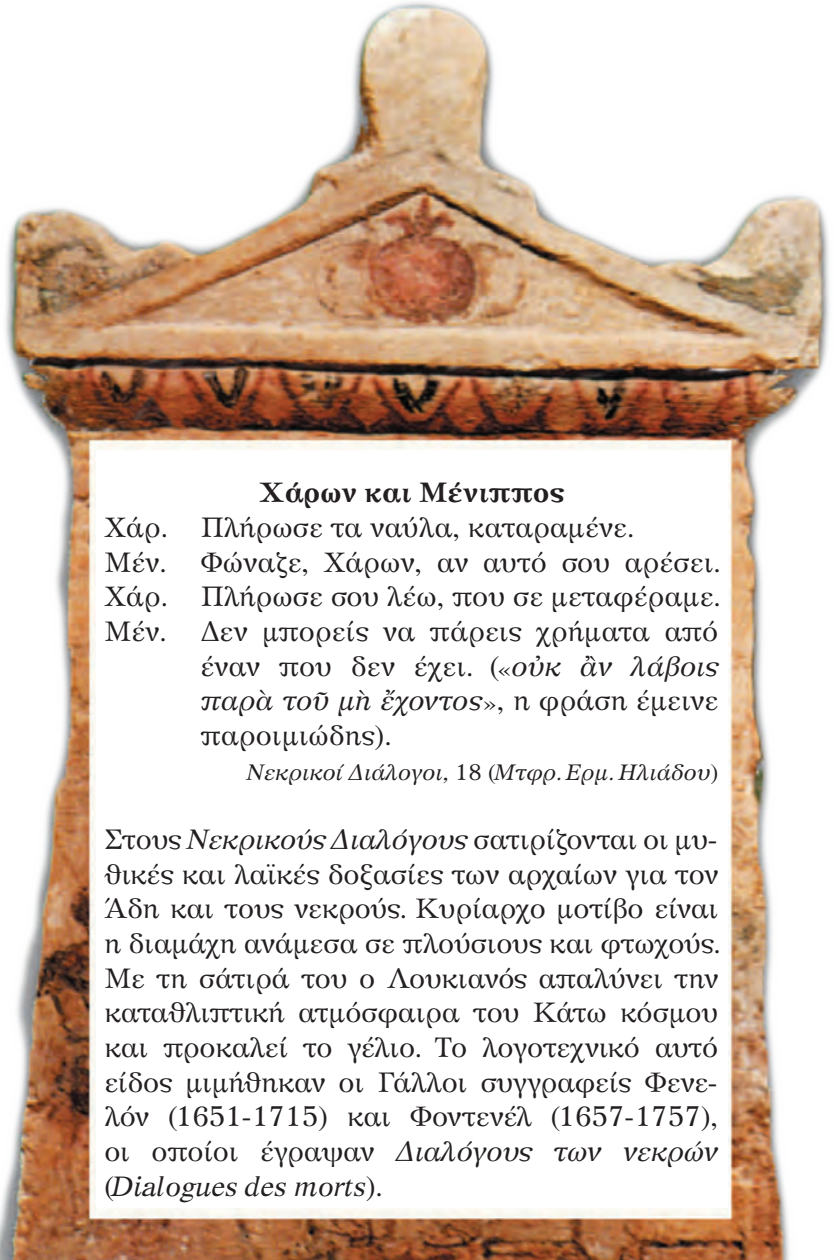 Χάρων και Μένιππος
Χάρ. Πλήρωσε τα ναύλα, καταραμένε.
Μέν. Φώναζε, Χάρων, αν αυτό σου αρέσει.
Χάρ. Πλήρωσε σου λέω, που σε μεταφέραμε.
Μέν. Δεν μπορείς να πάρεις χρήματα από
έναν που δεν έχει. («οὐκ ἂν λάβοις
παρὰ τοῦ μὴ ἔχοντος», η φράση έμεινε
παροιμιώδης).
Νεκρικοί Διάλογοι, 18 (Μτφρ. Ερμ. Ηλιάδου)
Στους Νεκρικούς Διαλόγους σατιρίζονται οι μυ-
θικές και λαϊκές δοξασίες των αρχαίων για τον
Άδη και τους νεκρούς. Κυρίαρχο μοτίβο είναι
η διαμάχη ανάμεσα σε πλούσιους και φτωχούς.
Με τη σάτιρά του ο Λουκιανός απαλύνει την
καταθλιπτική ατμόσφαιρα του Κάτω κόσμου
και προκαλεί το γέλιο. Το λογοτεχνικό αυτό
είδος μιμήθηκαν οι Γάλλοι συγγραφείς Φενε-
λόν (1651-1715) και Φοντενέλ (1657-1757),
οι οποίοι έγραψαν Διαλόγους των νεκρών
(Dialogues des morts).